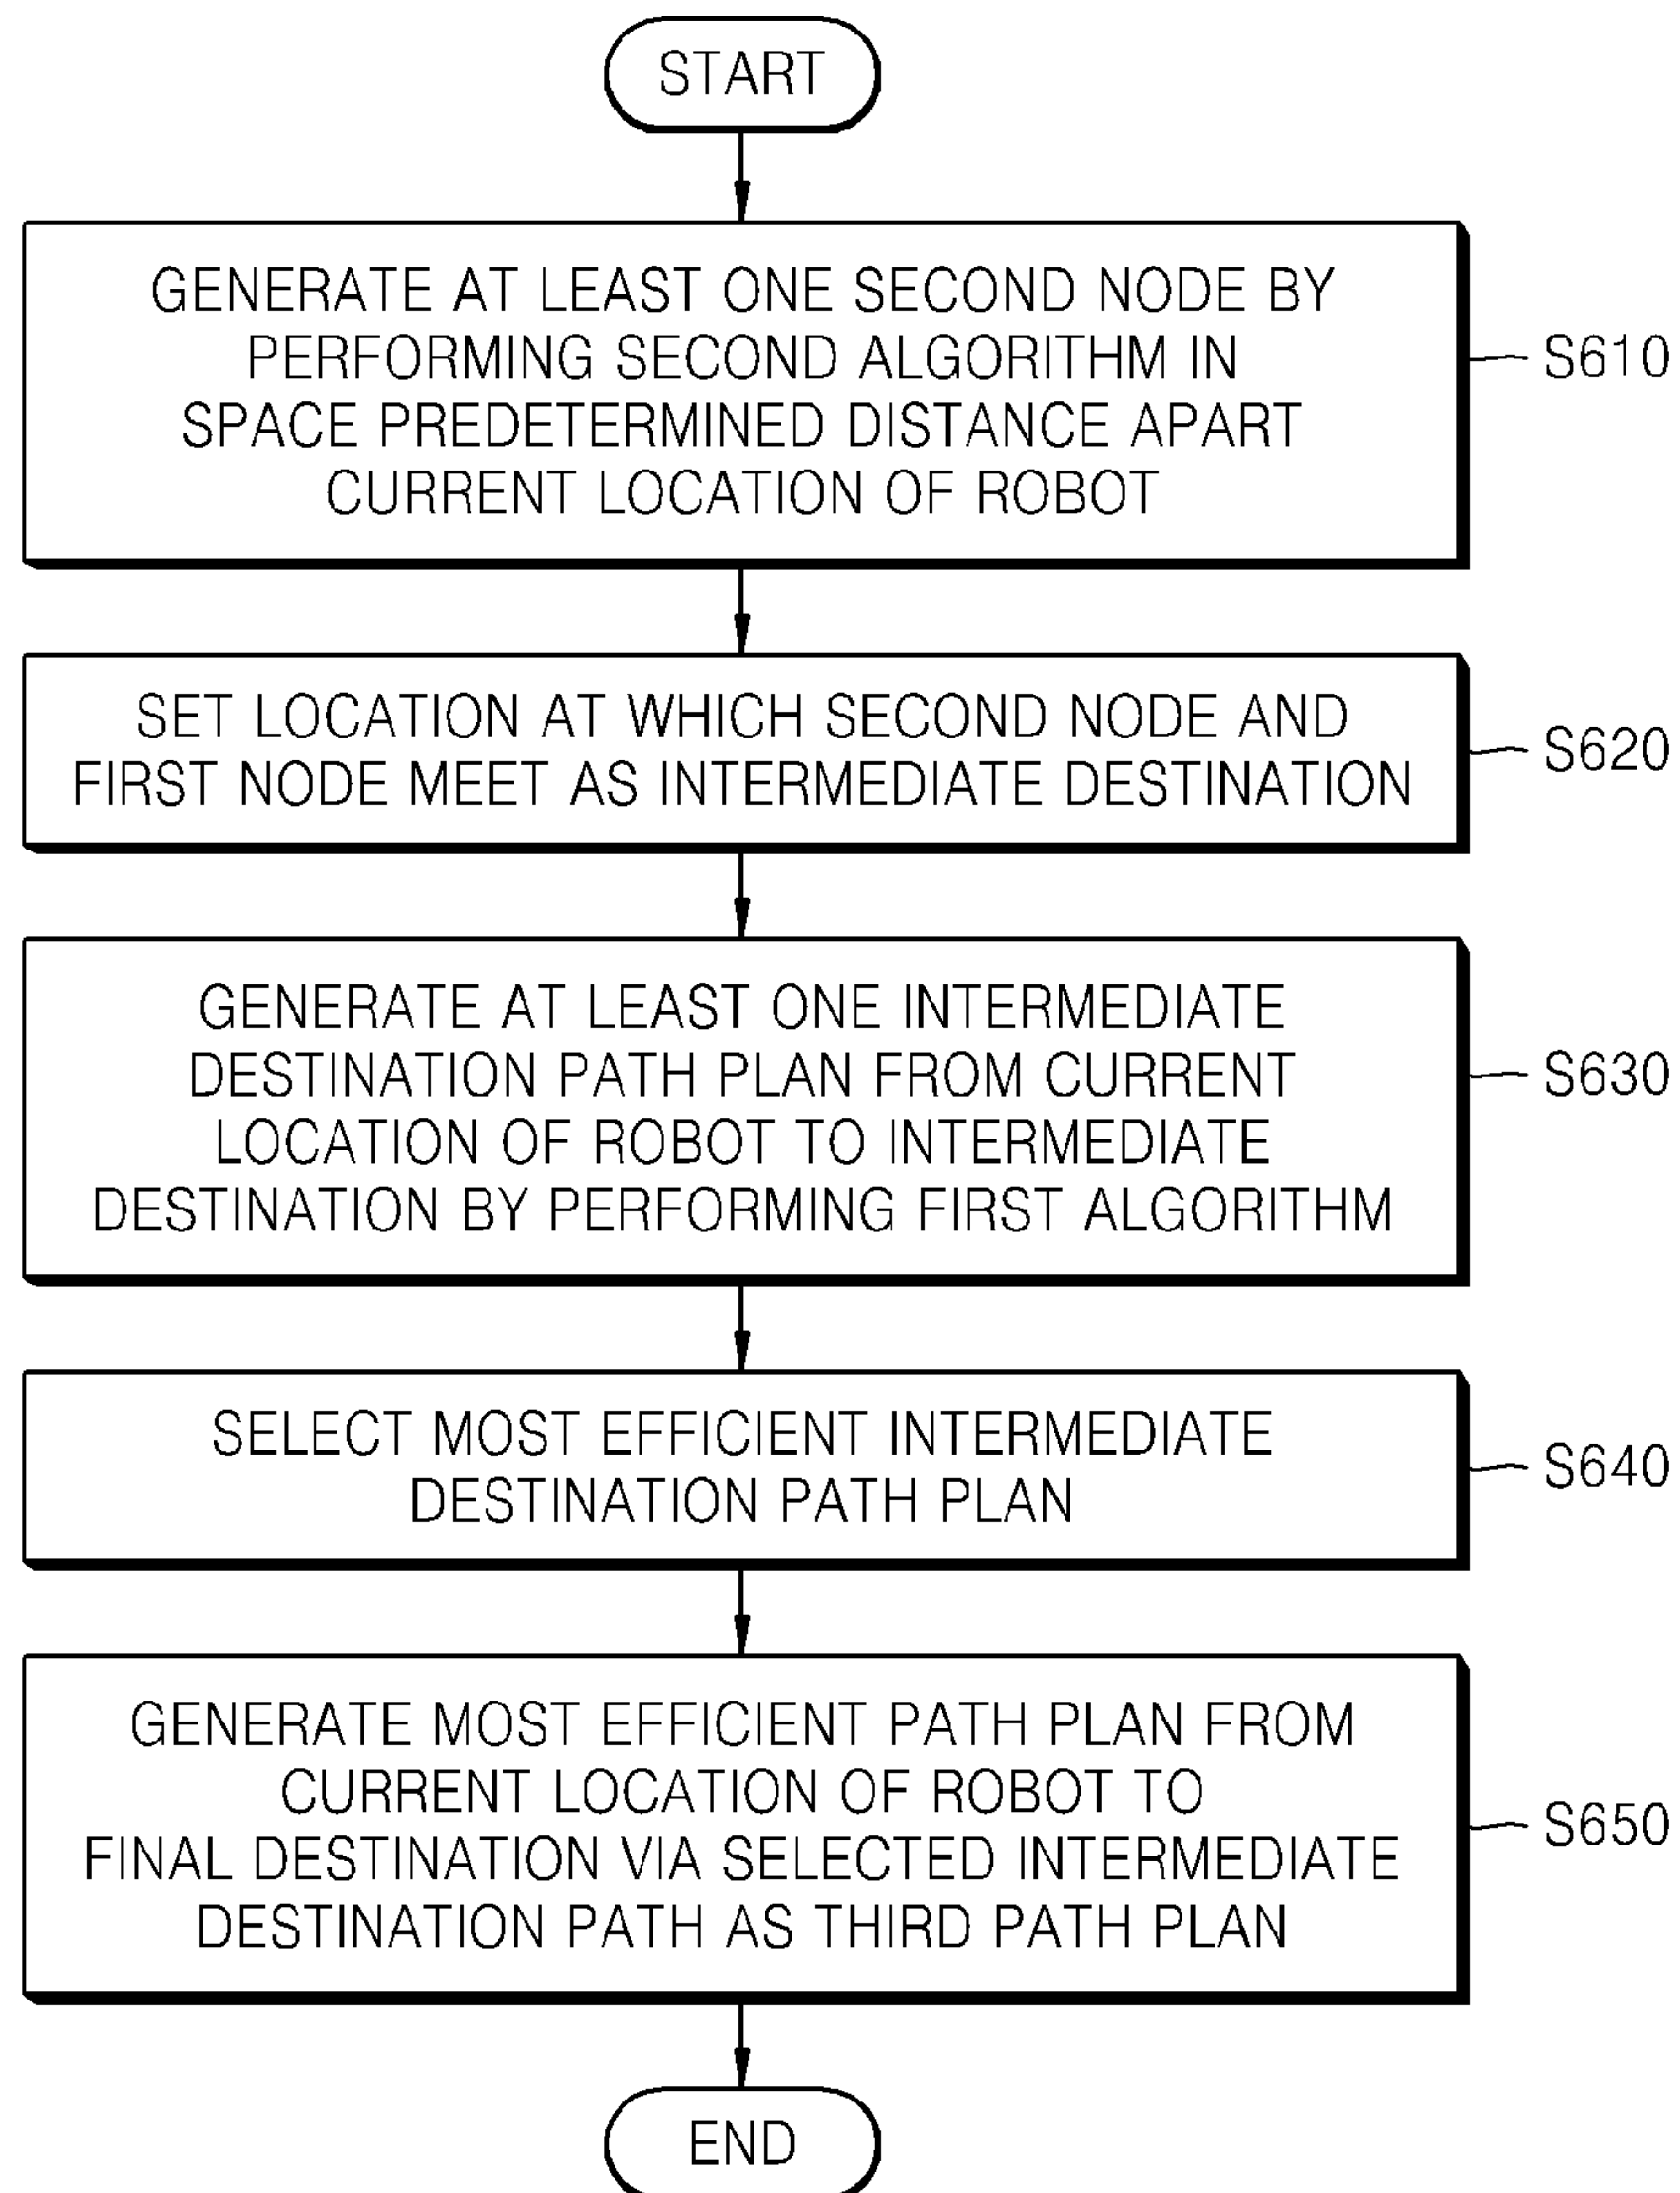 START
GENERATE AT LEAST ONE SECOND NODE BY
PERFORMING SECOND ALGORITHM IN
SPACE PREDETERMINED DISTANCE APART
CURRENT LOCATION OF ROBOT
S610
SET LOCATION AT WHICH SECOND NODE AND
FIRST NODE MEET AS INTERMEDIATE DESTINATION
S620
GENERATE AT LEAST ONE INTERMEDIATE
DESTINATION PATH PLAN FROM CURRENT
LOCATION OF ROBOT TO INTERMEDIATE
DESTINATION BY PERFORMING FIRST ALGORITHM
S630
SELECT MOST EFFICIENT INTERMEDIATE
DESTINATION PATH PLAN
S640
GENERATE MOST EFFICIENT PATH PLAN FROM
CURRENT LOCATION OF ROBOT TO
FINAL DESTINATION VIA SELECTED INTERMEDIATE
DESTINATION PATH AS THIRD PATH PLAN
S650
END